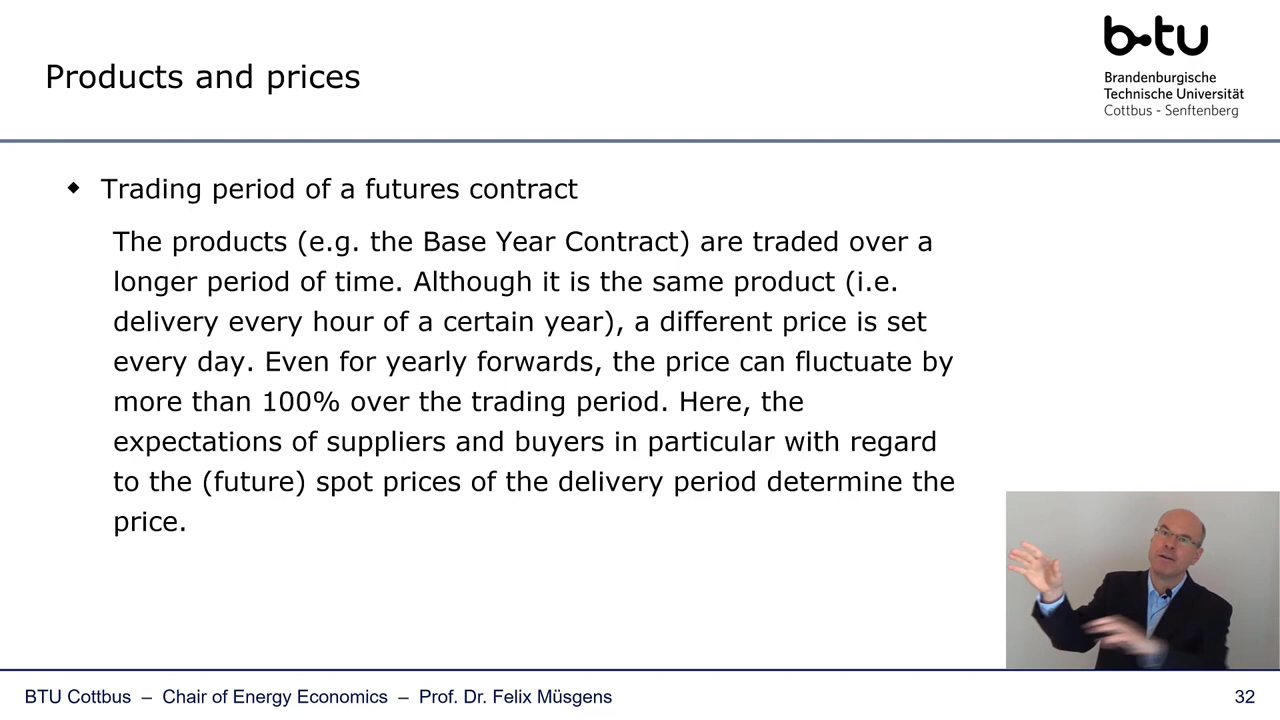 Products and prices
b-tu
Brandenburgische
Technische Universität
Cottbus - Senftenberg
Trading period of a futures contract
The products (e.g. the Base Year Contract) are traded over a
longer period of time. Although it is the same product (i.e.
delivery every hour of a certain year), a different price is set
every day. Even for yearly forwards, the price can fluctuate by
more than 100% over the trading period. Here, the
expectations of suppliers and buyers in particular with regard
to the (future) spot prices of the delivery period determine the
price.
BTU Cottbus – Chair of Energy Economics – Prof. Dr. Felix Müsgens
32